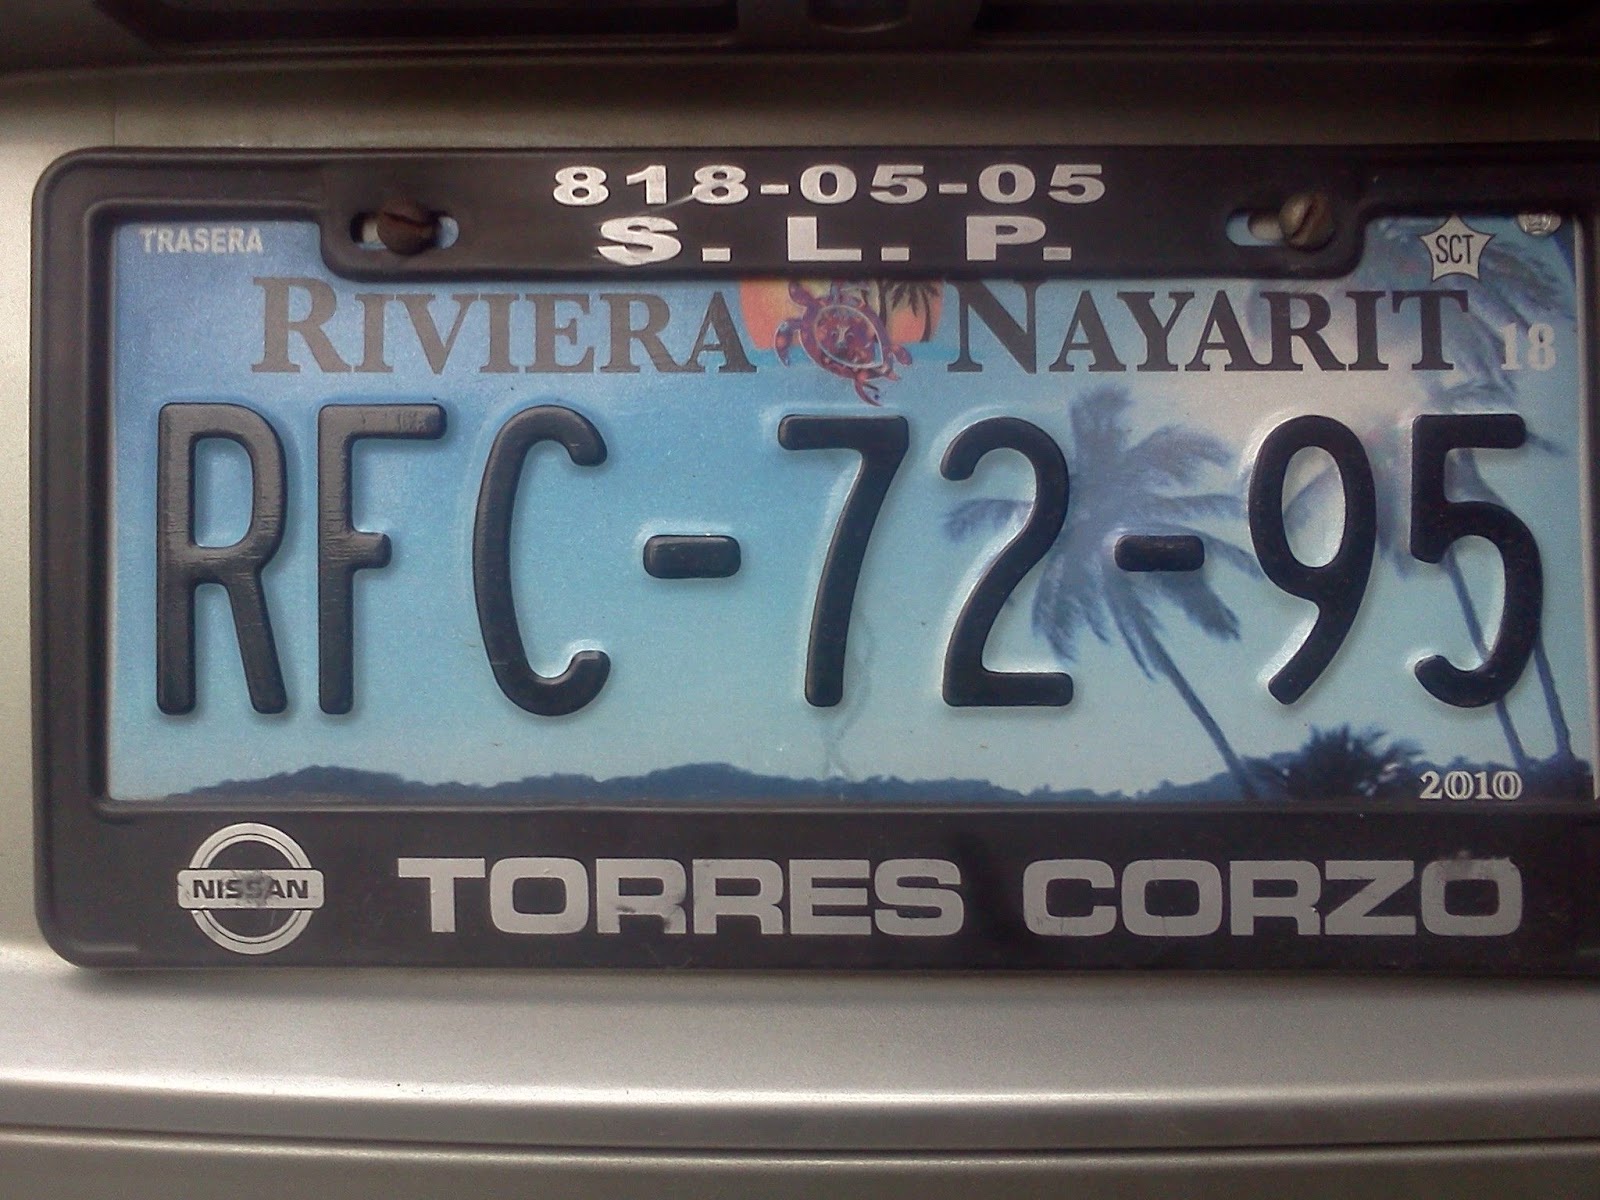 818-05-05
S. L. P.
TRASERA
SCT
RIVIERA NAYARIT 18
RFC-72-95
2010
NISSAN TORRES CORZO